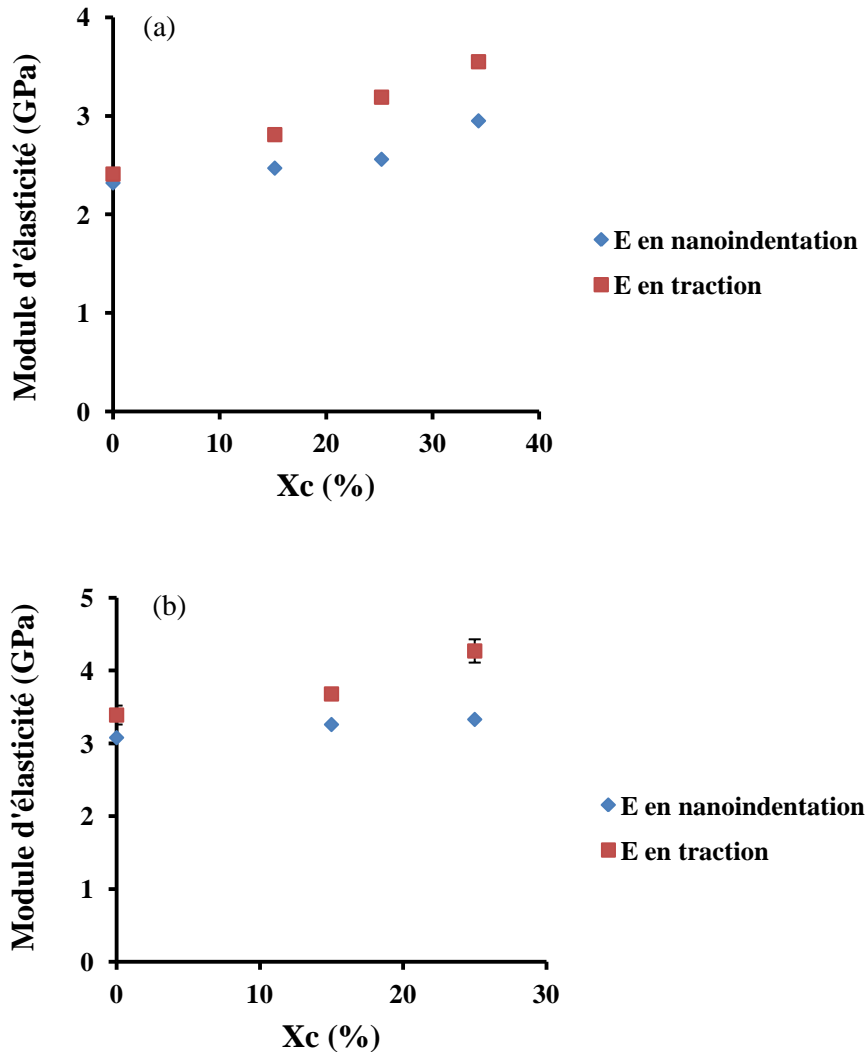 (a)
Module d'élasticité (GPa)
4
3
2
1
0
0 10 20 30 40
Xc (%)
E en nanoindentation
E en traction
(b)
Module d'élasticité (GPa)
5
4
3
2
1
0
0 10 20 30
Xc (%)
E en nanoindentation
E en traction